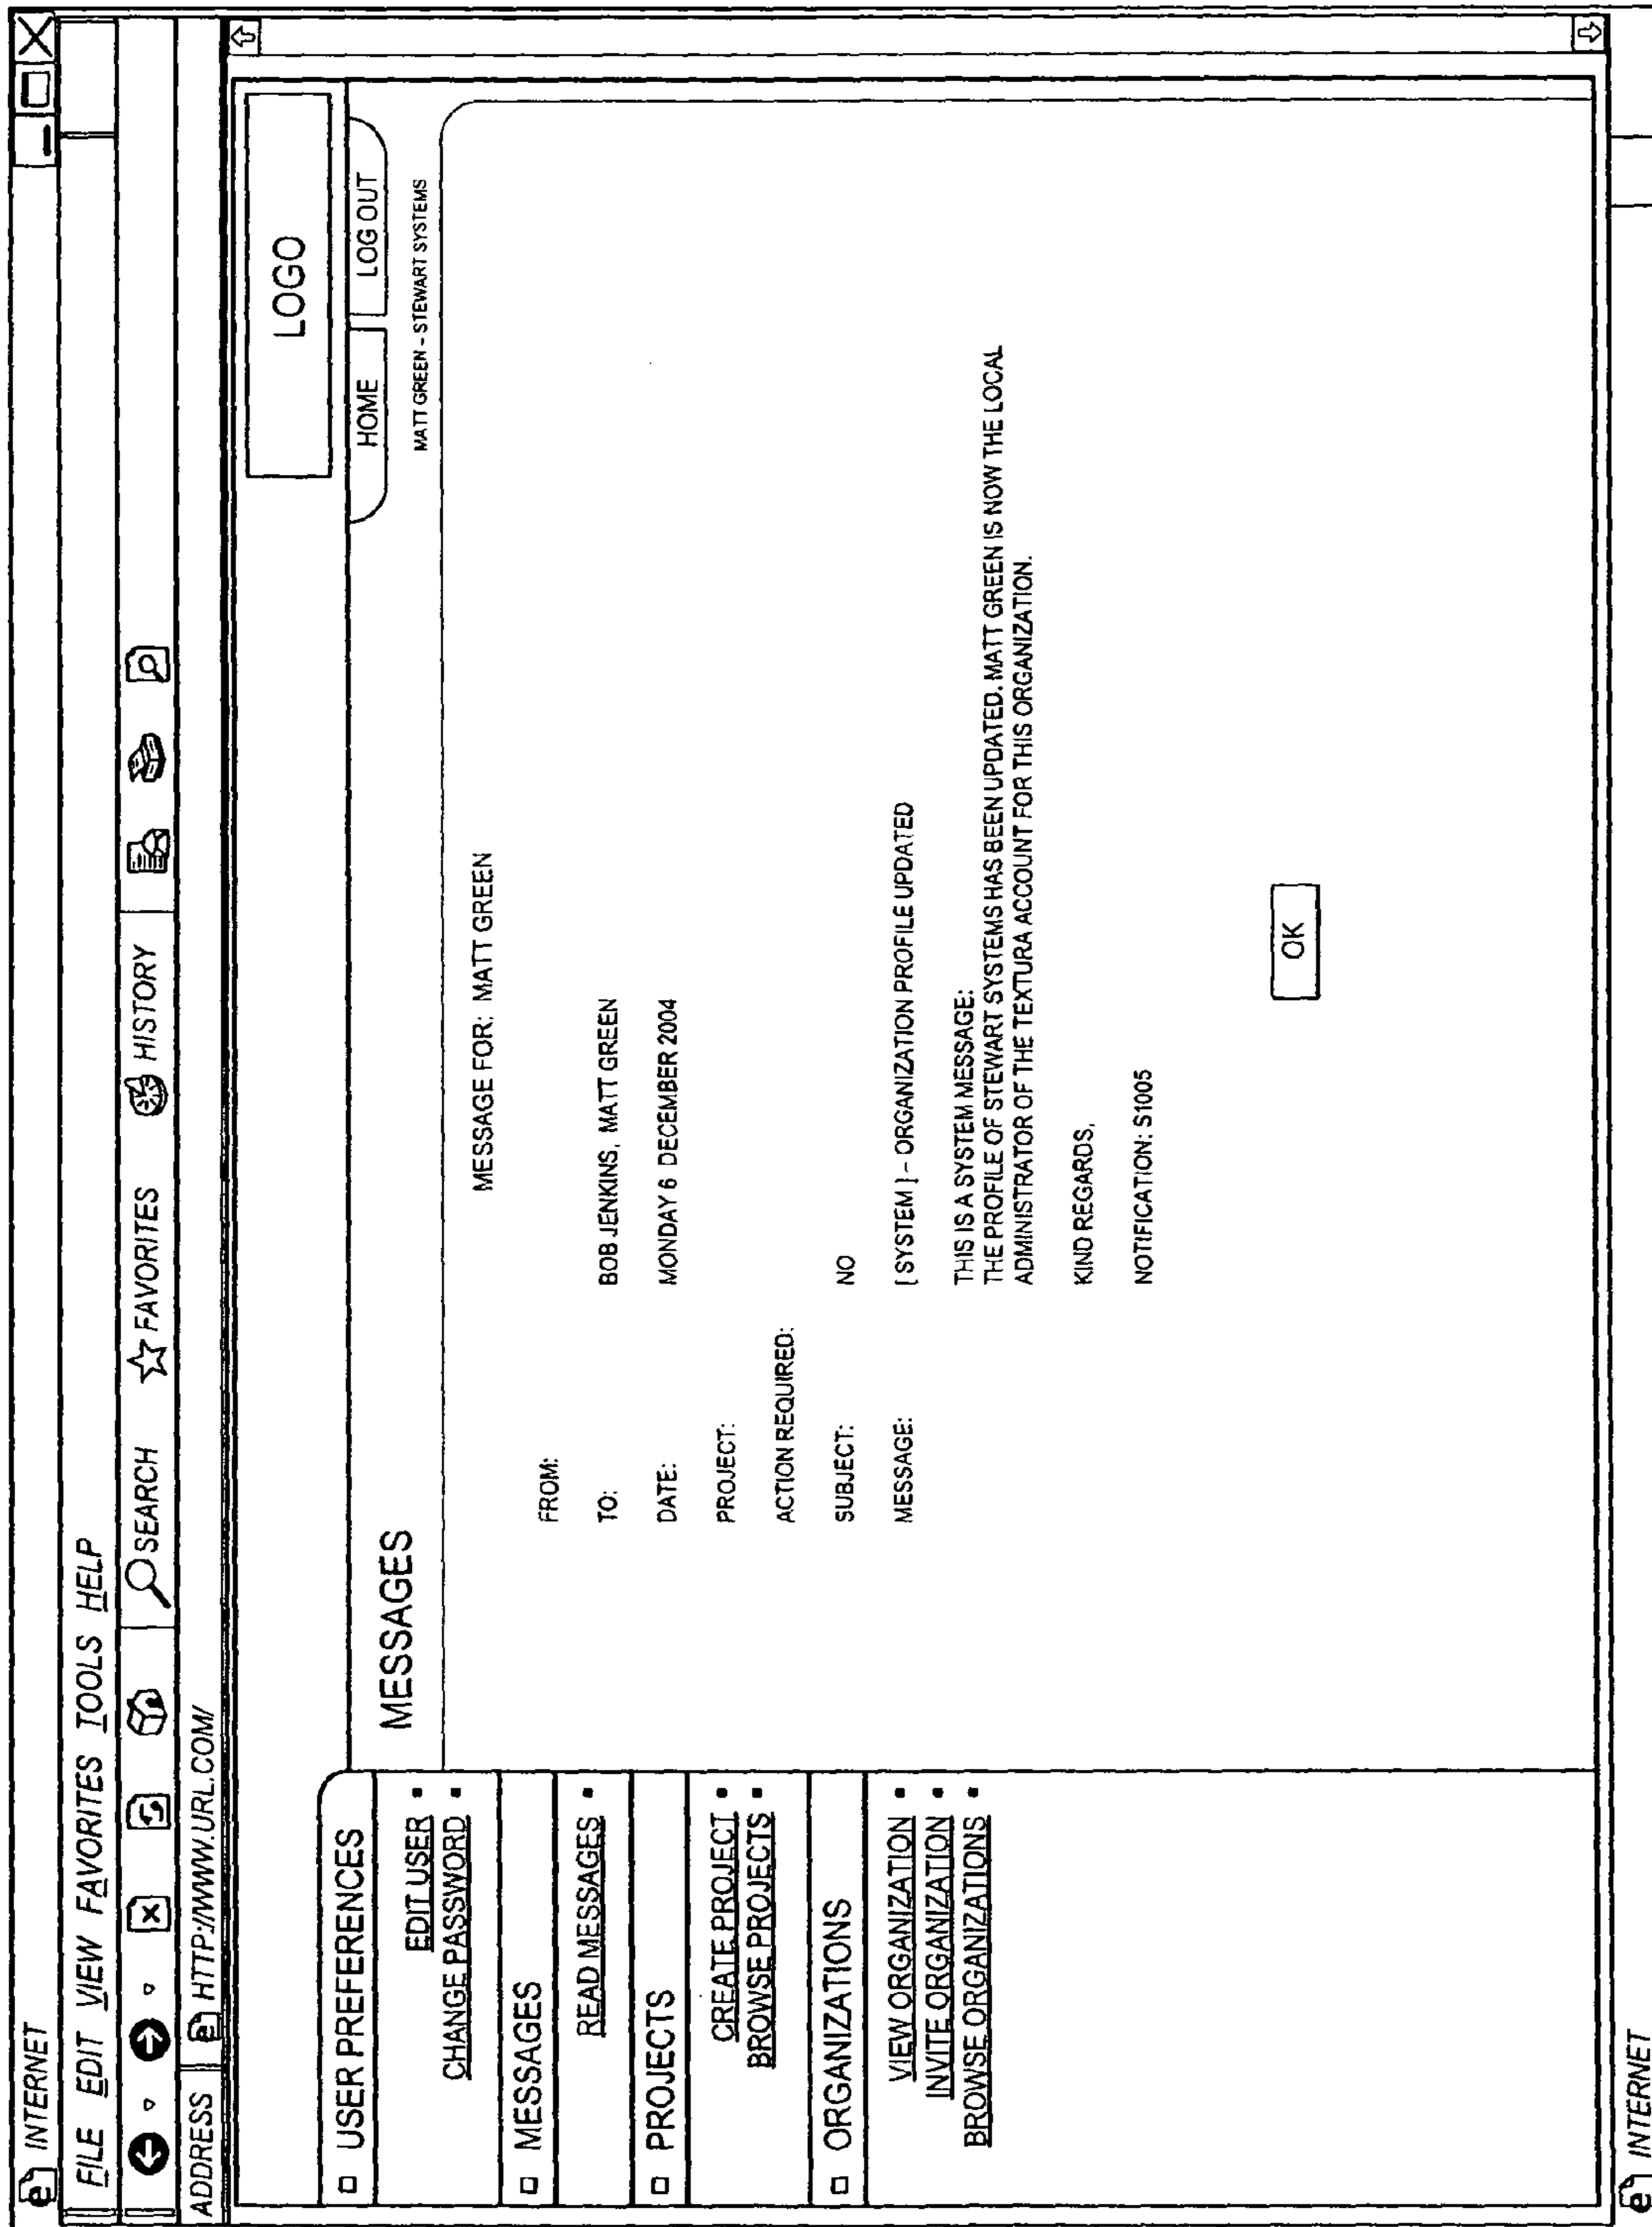 INTERNET
FILE EDIT VIEW FAVORITES TOOLS HELP
SEARCH FAVORITES HISTORY
ADDRESS HTTP://WWW.URL.COM/
LOGO
HOME LOG OUT
MATT GREEN - STEWART SYSTEMS
USER PREFERENCES
EDIT USER
CHANGE PASSWORD
MESSAGES
READ MESSAGES
PROJECTS
CREATE PROJECT
BROWSE PROJECTS
ORGANIZATIONS
VIEW ORGANIZATION
INVITE ORGANIZATION
BROWSE ORGANIZATIONS
MESSAGES
MESSAGE FOR: MATT GREEN
FROM:
TO: BOB JENKINS, MATT GREEN
DATE: MONDAY 6 DECEMBER 2004
PROJECT:
ACTION REQUIRED:
SUBJECT: NO
MESSAGE: [SYSTEM] - ORGANIZATION PROFILE UPDATED
THIS IS A SYSTEM MESSAGE:
THE PROFILE OF STEWART SYSTEMS HAS BEEN UPDATED. MATT GREEN IS NOW THE LOCAL
ADMINISTRATOR OF THE TEXTURA ACCOUNT FOR THIS ORGANIZATION.
KIND REGARDS,
NOTIFICATION: S1005
OK
INTERNET